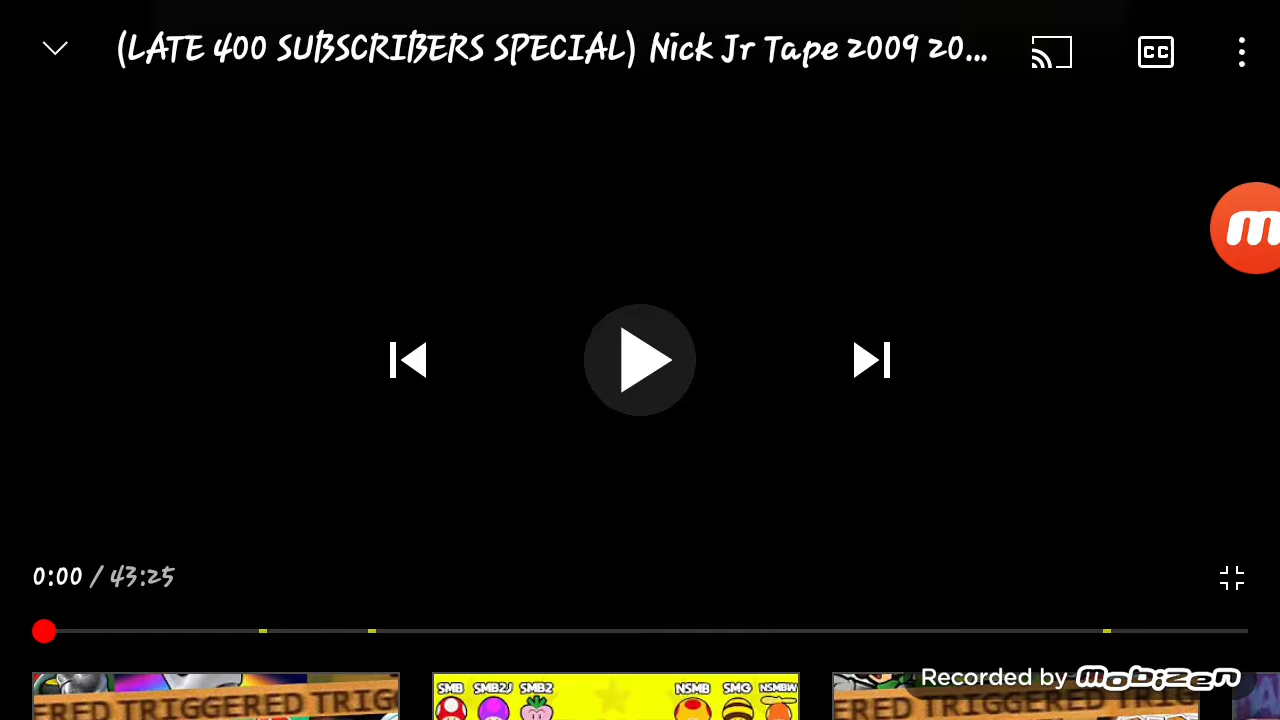 (LATE 400 SUBSCRIBERS SPECIAL) Nick Jr Tape 2009 20...
CC
m
0:00 / 43:25
Recorded by mobizen
ERED TRIGGERED TRIG
SMB SMB2J SMB2 NSMB SMG NSMBW
ERED TRIGGERED TRIG